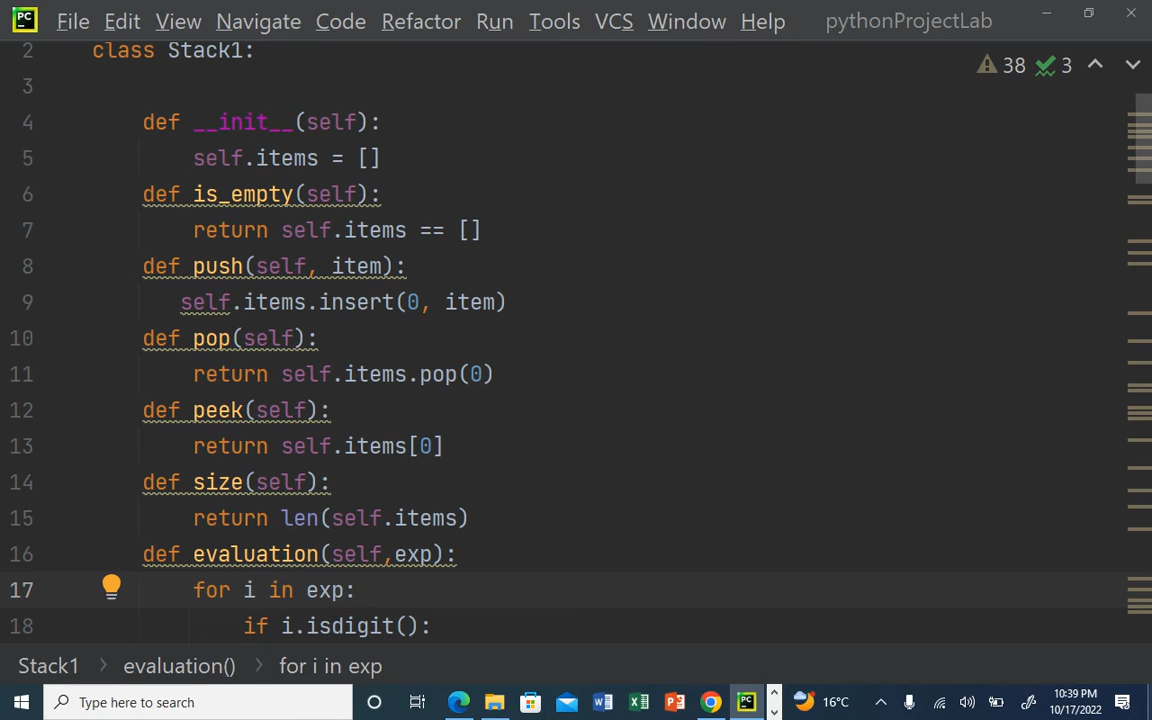 PC File Edit View Navigate Code Refactor Run Tools VCS Window Help pythonProjectLab
2 class Stack1:
38 3
3
4 def __init__(self):
5 self.items = []
6 def is_empty(self):
7 return self.items == []
8 def push(self, item):
9 self.items.insert(0, item)
10 def pop(self):
11 return self.items.pop(0)
12 def peek(self):
13 return self.items[0]
14 def size(self):
15 return len(self.items)
16 def evaluation(self,exp):
17 for i in exp:
18 if i.isdigit():
Stack1 > evaluation() > for i in exp
Type here to search 16°C 10:39 PM
10/17/2022